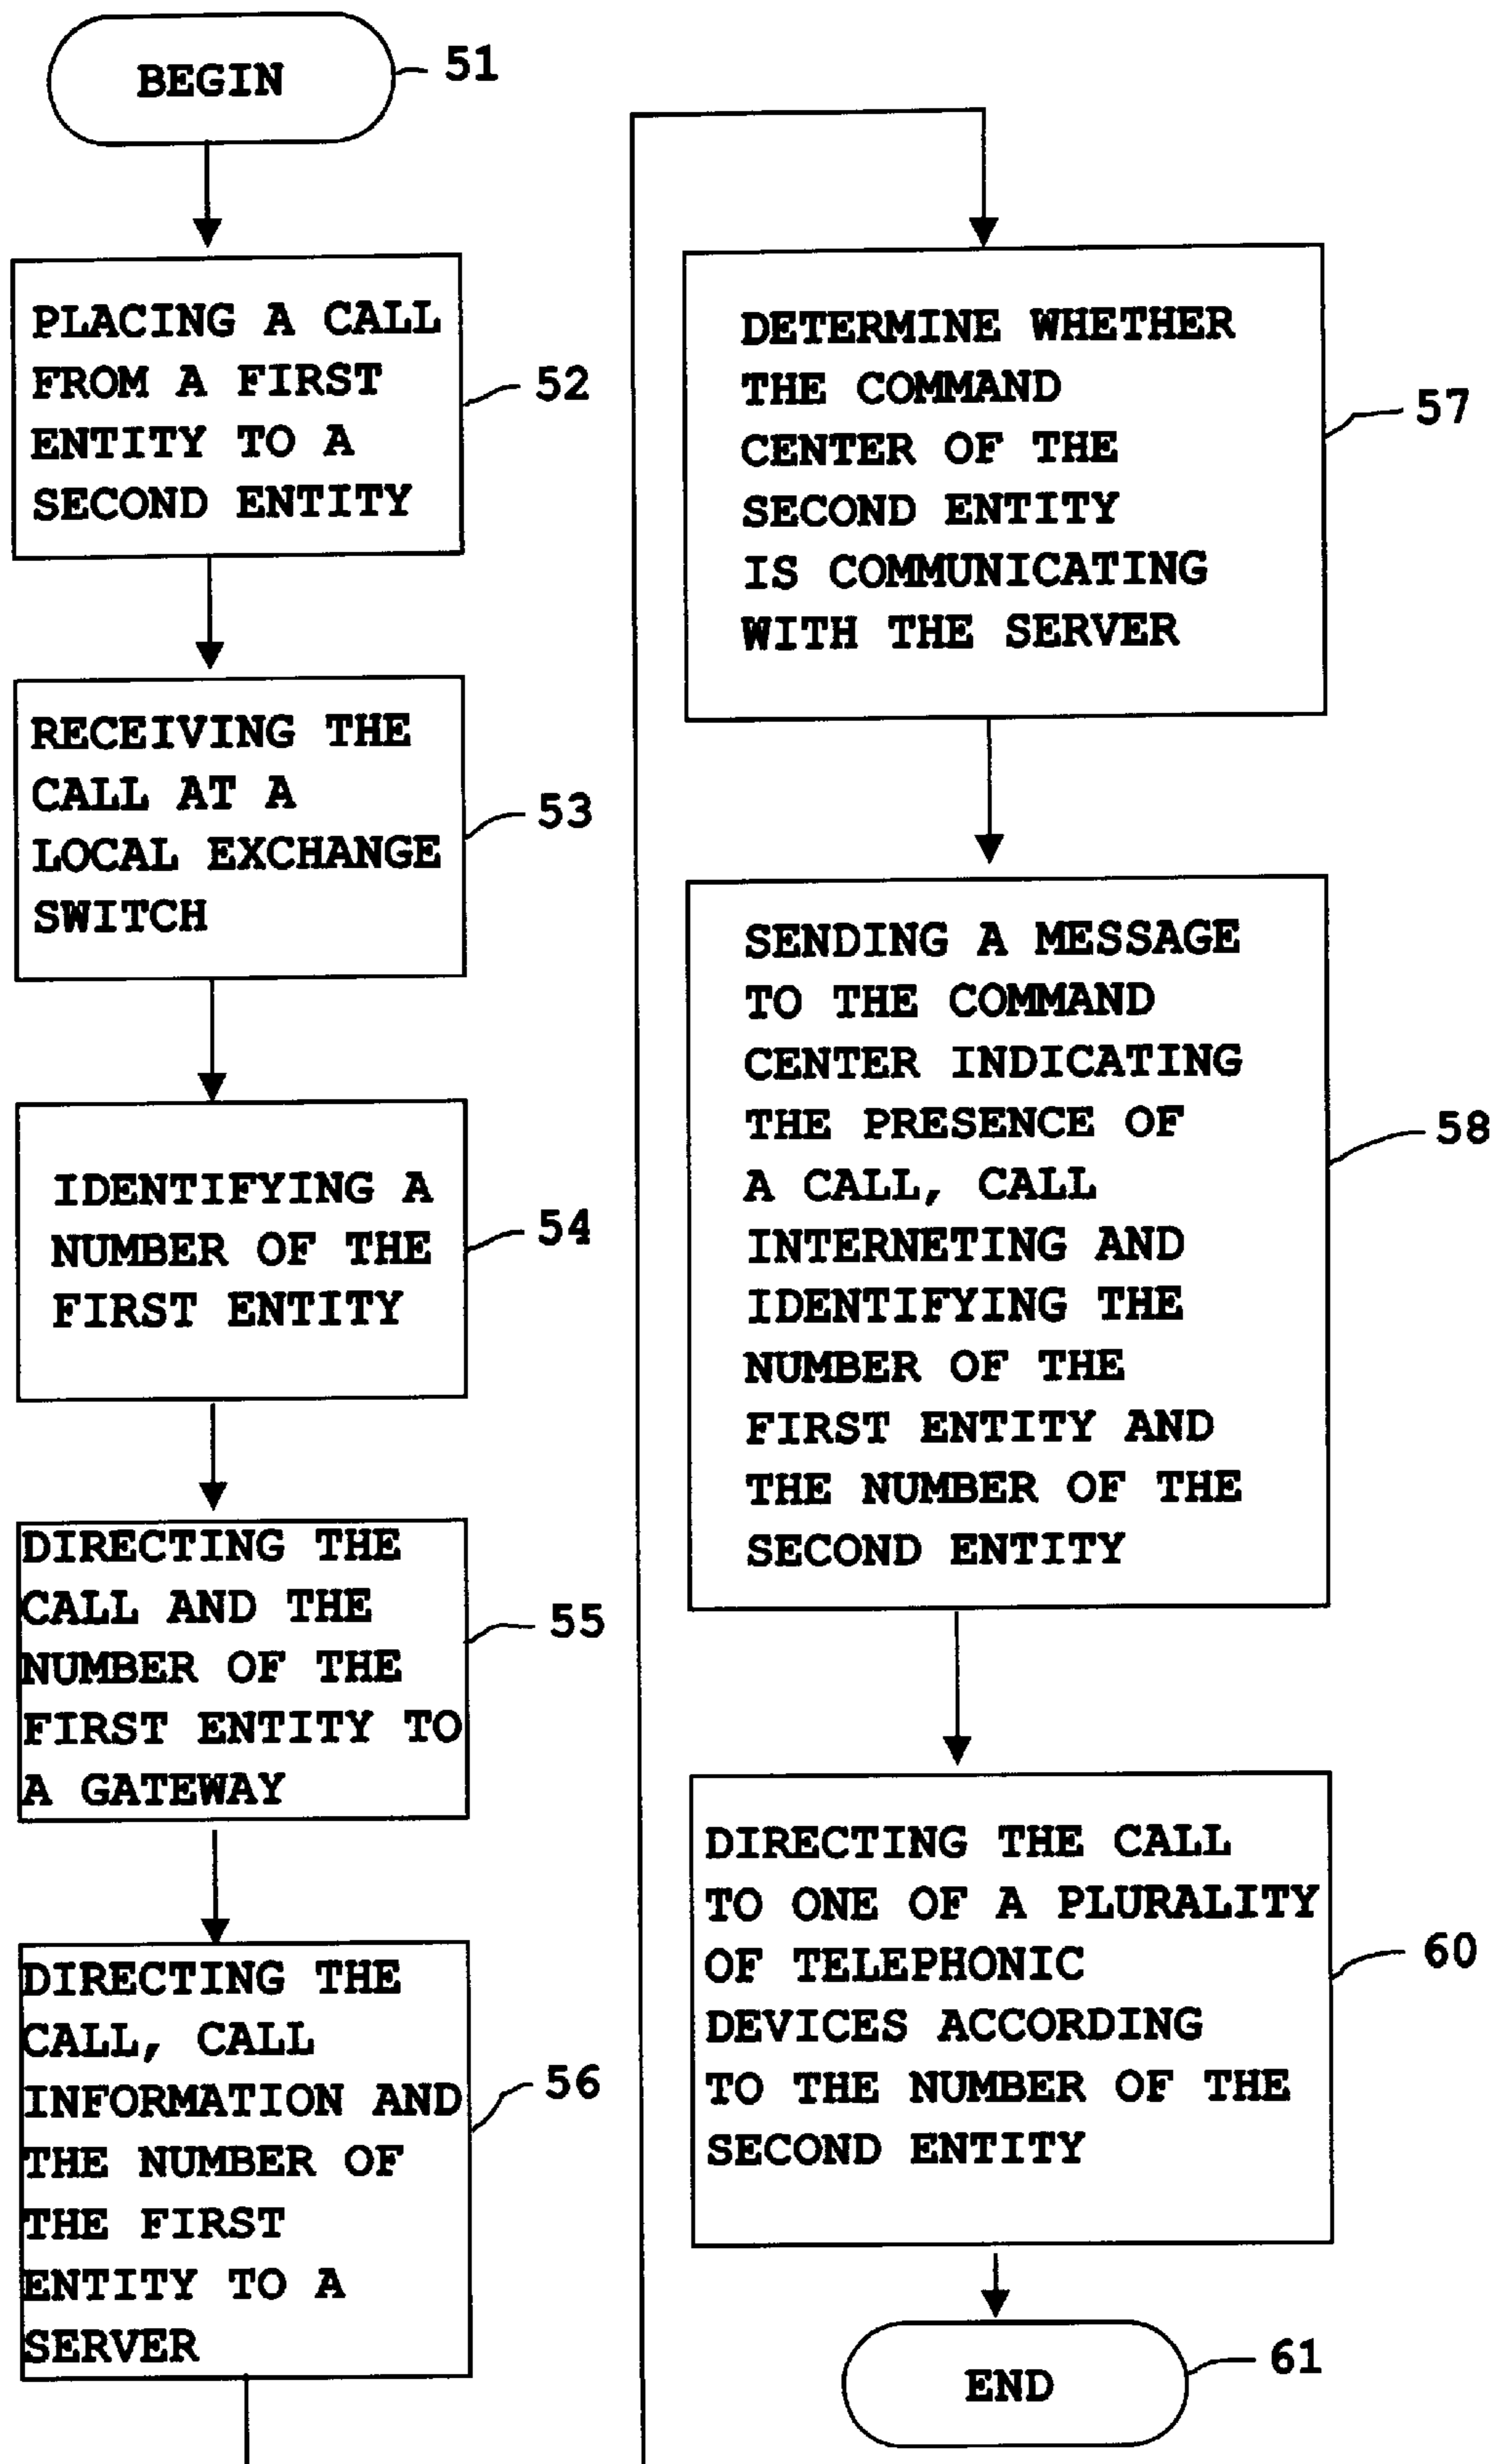 BEGIN
51
PLACING A CALL
FROM A FIRST
ENTITY TO A
SECOND ENTITY
52
RECEIVING THE
CALL AT A
LOCAL EXCHANGE
SWITCH
53
IDENTIFYING A
NUMBER OF THE
FIRST ENTITY
54
DIRECTING THE
CALL AND THE
NUMBER OF THE
FIRST ENTITY TO
A GATEWAY
55
DIRECTING THE
CALL, CALL
INFORMATION AND
THE NUMBER OF
THE FIRST
ENTITY TO A
SERVER
56
DETERMINE WHETHER
THE COMMAND
CENTER OF THE
SECOND ENTITY
IS COMMUNICATING
WITH THE SERVER
57
SENDING A MESSAGE
TO THE COMMAND
CENTER INDICATING
THE PRESENCE OF
A CALL, CALL
INTERNETING AND
IDENTIFYING THE
NUMBER OF THE
FIRST ENTITY AND
THE NUMBER OF THE
SECOND ENTITY
58
DIRECTING THE CALL
TO ONE OF A PLURALITY
OF TELEPHONIC
DEVICES ACCORDING
TO THE NUMBER OF THE
SECOND ENTITY
60
END
61